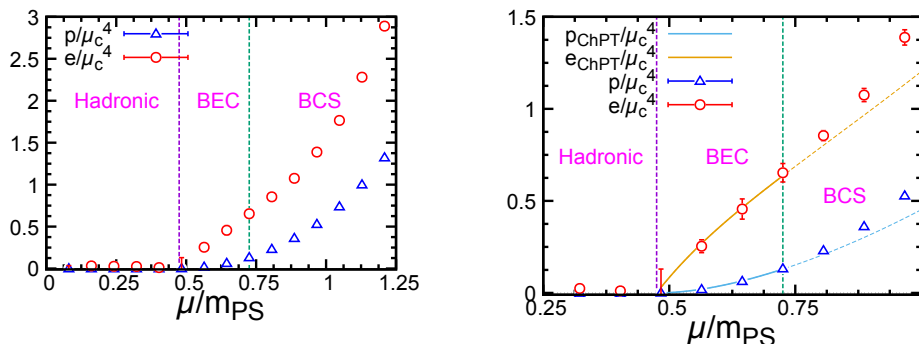 3
2.5
2
1.5
1
0.5
0
p/μc⁴
e/μc⁴
Hadronic BEC BCS
0 0.25 0.5 0.75 1 1.25
μ/mPS
1.5
1
0.5
0
pChPT/μc⁴
eChPT/μc⁴
p/μc⁴
e/μc⁴
Hadronic BEC
BCS
0.25 0.5 0.75
μ/mPS